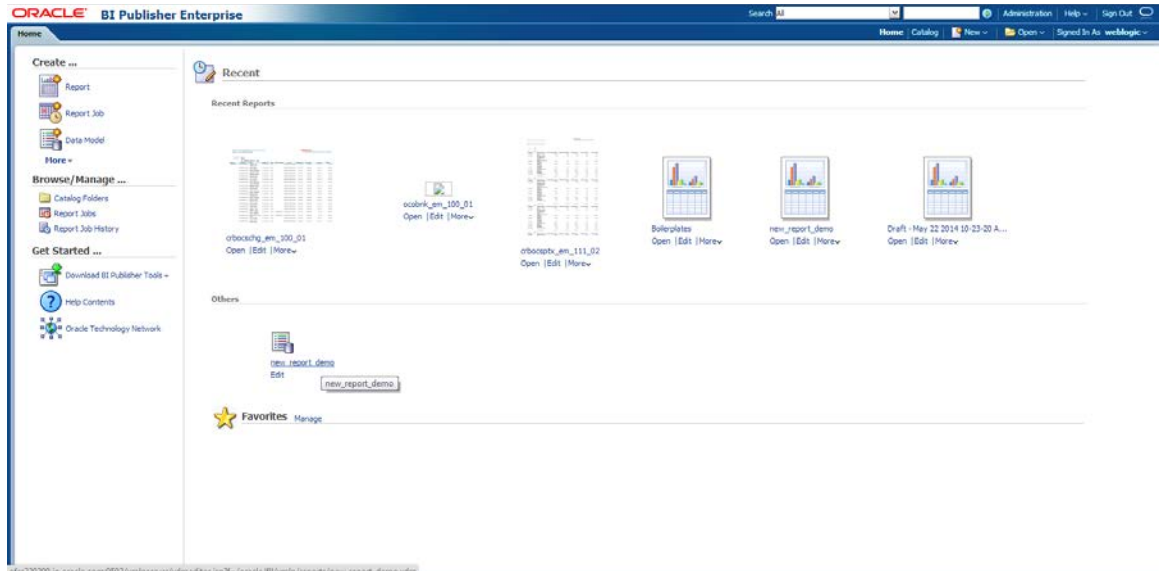 ORACLE BI Publisher Enterprise
Search All
Administration Help Sign Out
Home
Home Catalog New Open Signed In As weblogic
Create ...
Report
Report Job
Data Model
More
Browse/Manage ...
Catalog Folders
Report Jobs
Report Job History
Get Started ...
Download BI Publisher Tools
Help Contents
Oracle Technology Network
Recent
Recent Reports
crbocschg_em_100_01
Open |Edit |More
ocobnk_em_100_01
Open |Edit |More
crbocsptx_em_111_02
Open |Edit |More
Boilerplates
Open |Edit |More
new_report_demo
Open |Edit |More
Draft - May 22 2014 10-23-20 A...
Open |Edit |More
Others
new_report_demo
Edit
new_report_demo
Favorites Manage